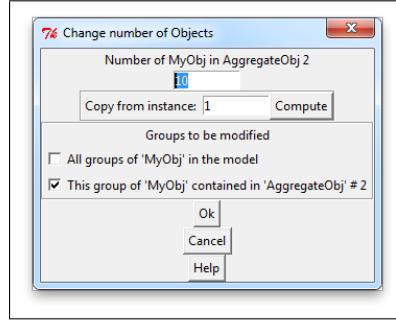 Change number of Objects
Number of MyObj in AggregateObj 2
10
Copy from instance: 1 Compute
Groups to be modified
All groups of 'MyObj' in the model
This group of 'MyObj' contained in 'AggregateObj' # 2
Ok
Cancel
Help